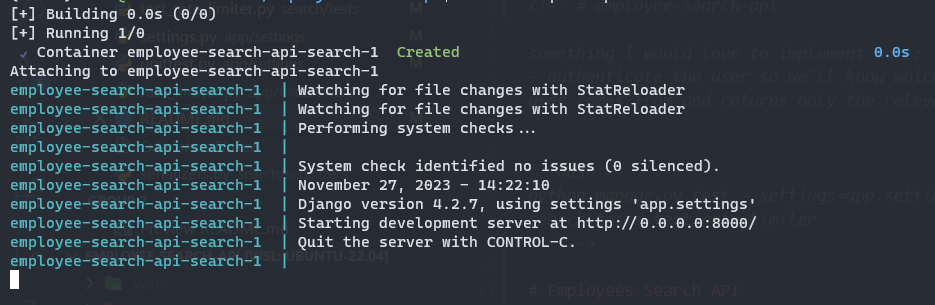 [+] Building 0.0s (0/0)
[+] Running 1/0
✓ Container employee-search-api-search-1 Created 0.0s
Attaching to employee-search-api-search-1
employee-search-api-search-1 | Watching for file changes with StatReloader
employee-search-api-search-1 | Watching for file changes with StatReloader
employee-search-api-search-1 | Performing system checks...
employee-search-api-search-1 |
employee-search-api-search-1 | System check identified no issues (0 silenced).
employee-search-api-search-1 | November 27, 2023 - 14:22:10
employee-search-api-search-1 | Django version 4.2.7, using settings 'app.settings'
employee-search-api-search-1 | Starting development server at http://0.0.0.0:8000/
employee-search-api-search-1 | Quit the server with CONTROL-C.
employee-search-api-search-1 |
venv
# Employees Search API